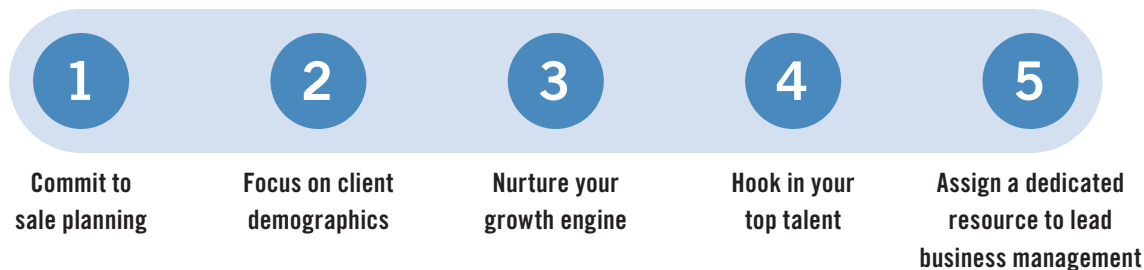 1
2
3
4
5
Commit to
sale planning
Focus on client
demographics
Nurture your
growth engine
Hook in your
top talent
Assign a dedicated
resource to lead
business management